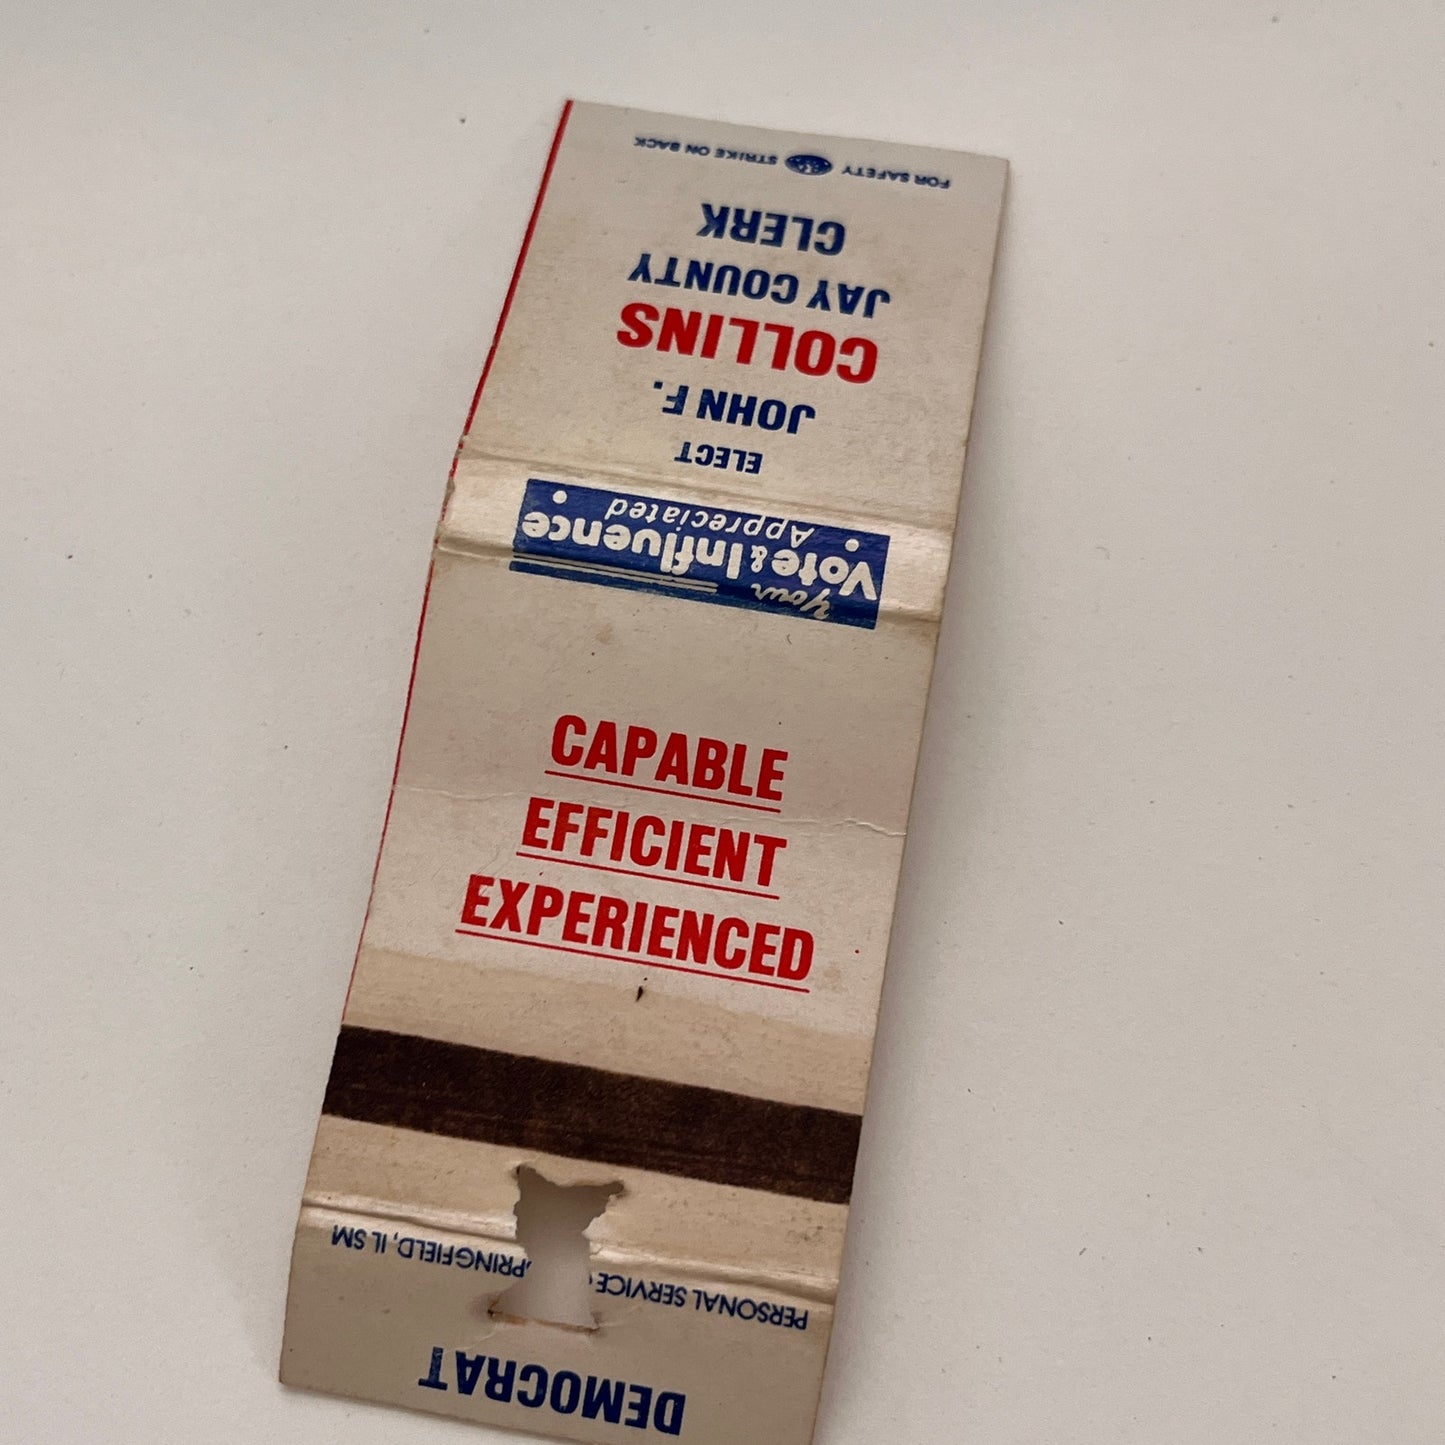 FOR SAFETY STRIKE ON BACK
CLERK
JAY COUNTY
COLLINS
JOHN F.
ELECT
Appreciated
Vote & Influence
Your
CAPABLE
EFFICIENT
EXPERIENCED
PERSONAL SERVICE PRINGFIELD, IL SM
DEMOCRAT